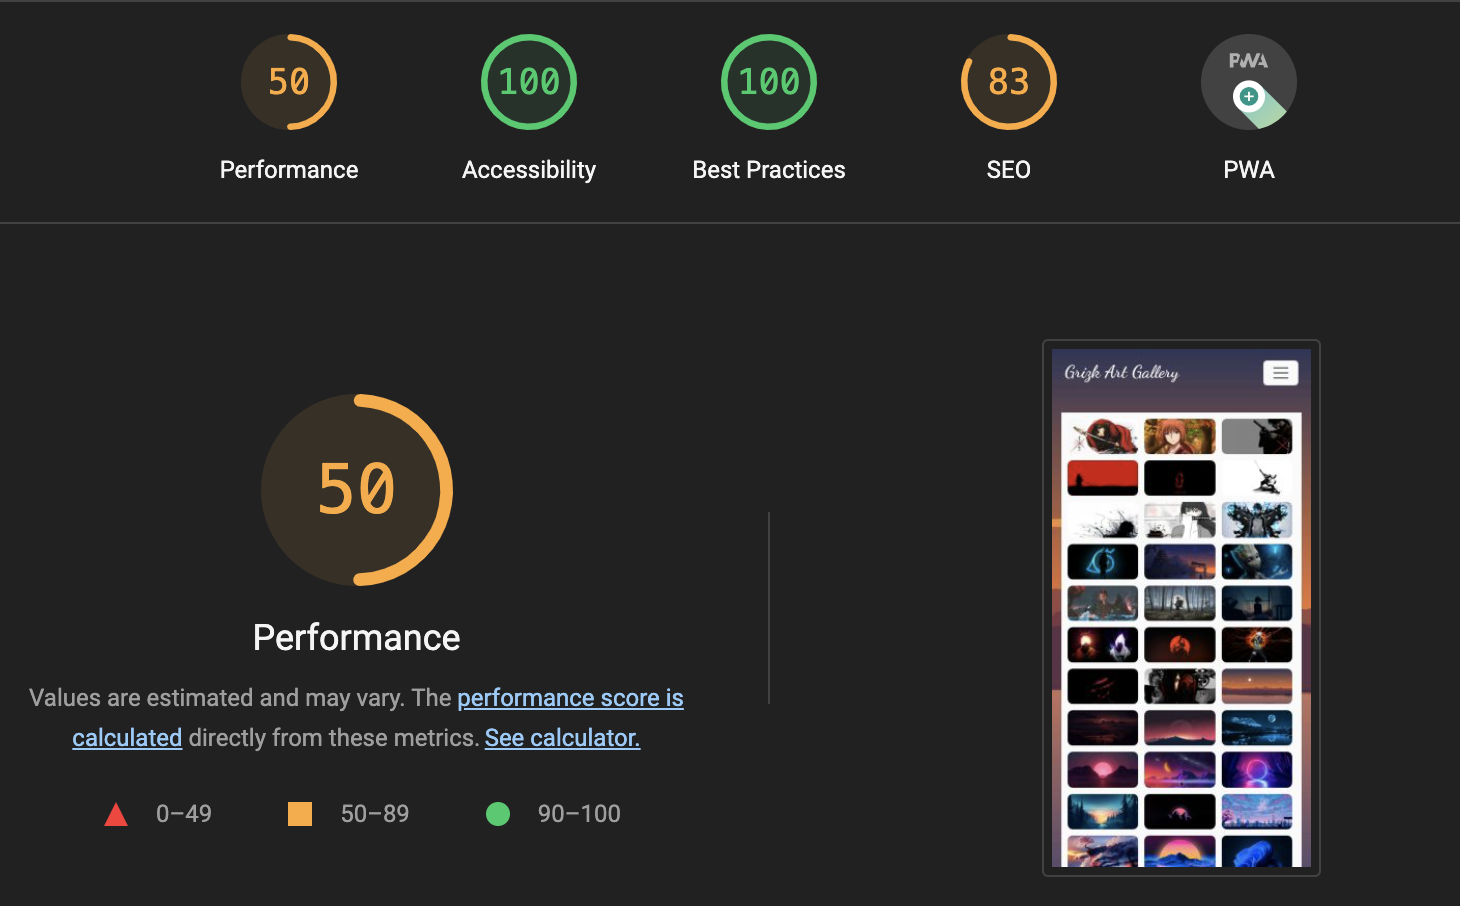 50
100
100
83
PWA
Performance
Accessibility
Best Practices
SEO
PWA
Grizk Art Gallery
50
Performance
Values are estimated and may vary. The performance score is
calculated directly from these metrics. See calculator.
0–49
50–89
90–100